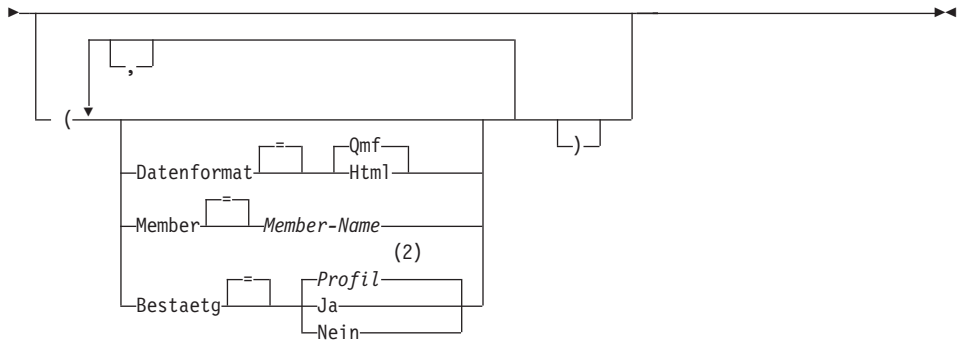 ,
(
)
= Qmf
Datenformat Html
=
Member Member-Name
(2)
= Profil
Bestaetg Ja
Nein